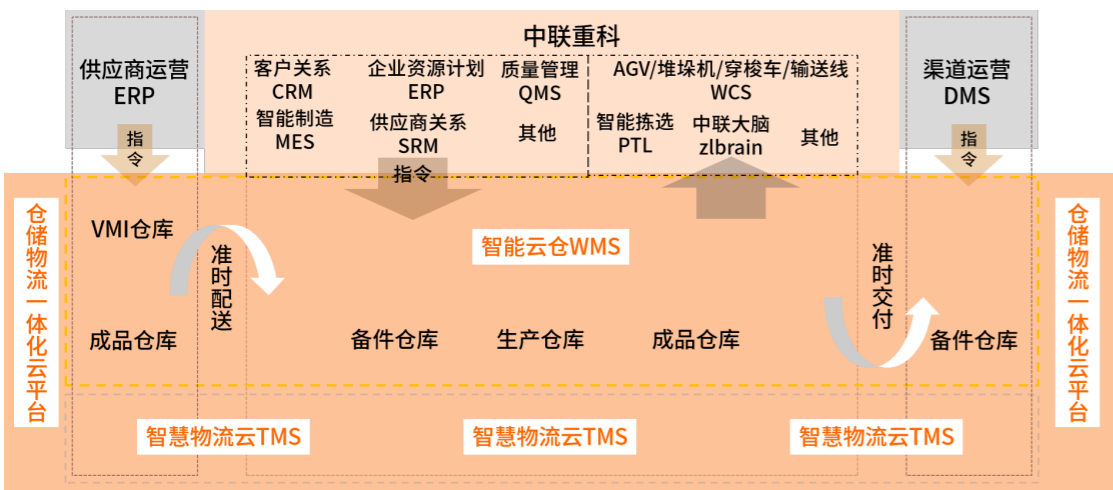 中联重科
供应商运营
ERP
指令
客户关系
CRM
企业资源计划
ERP
质量管理
QMS
智能制造
MES
供应商关系
SRM
其他
指令
AGV/堆垛机/穿梭车/输送线
WCS
智能拣选
PTL
中联大脑
zlbrain
其他
渠道运营
DMS
指令
仓储物流一体化云平台
VMI仓库
成品仓库
准时配送
智能云仓WMS
备件仓库
生产仓库
成品仓库
准时交付
备件仓库
仓储物流一体化云平台
智慧物流云TMS
智慧物流云TMS
智慧物流云TMS